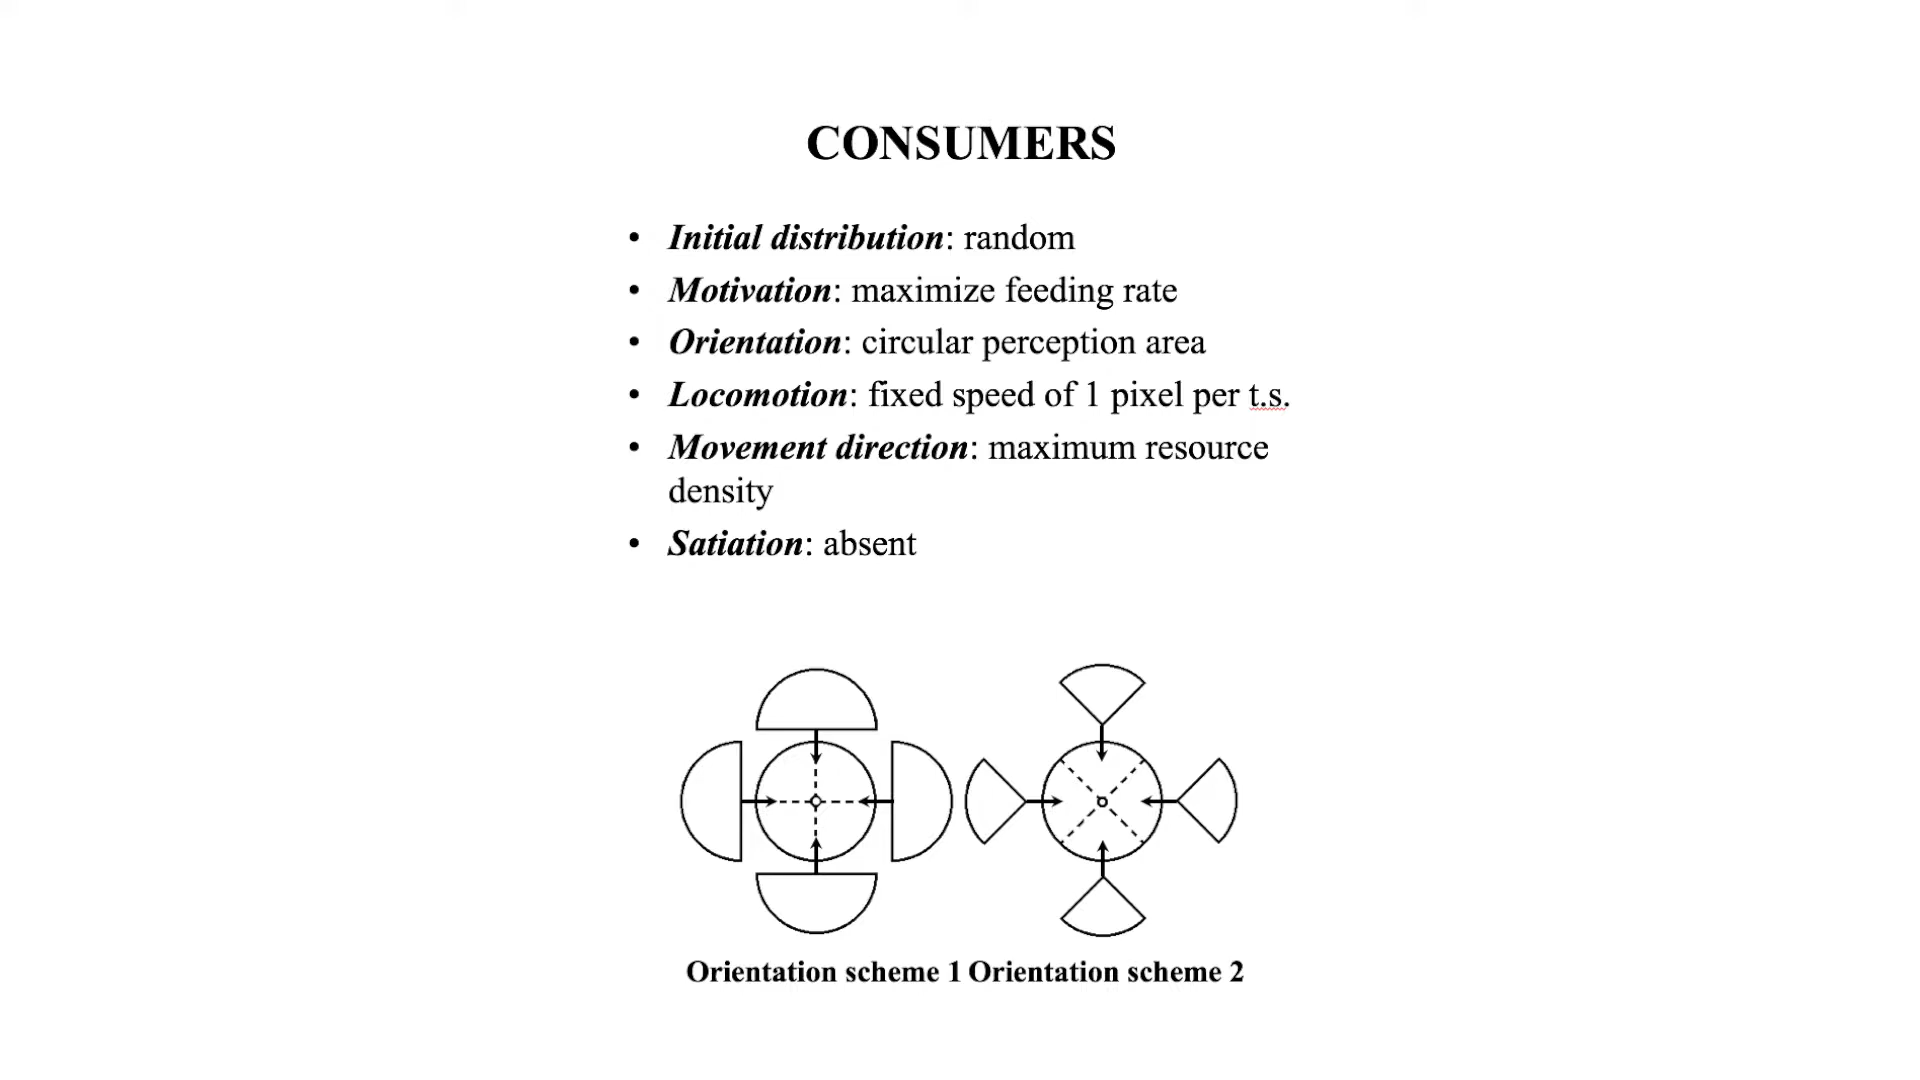 CONSUMERS
• Initial distribution: random
• Motivation: maximize feeding rate
• Orientation: circular perception area
• Locomotion: fixed speed of 1 pixel per t.s.
• Movement direction: maximum resource
density
• Satiation: absent
Orientation scheme 1 Orientation scheme 2